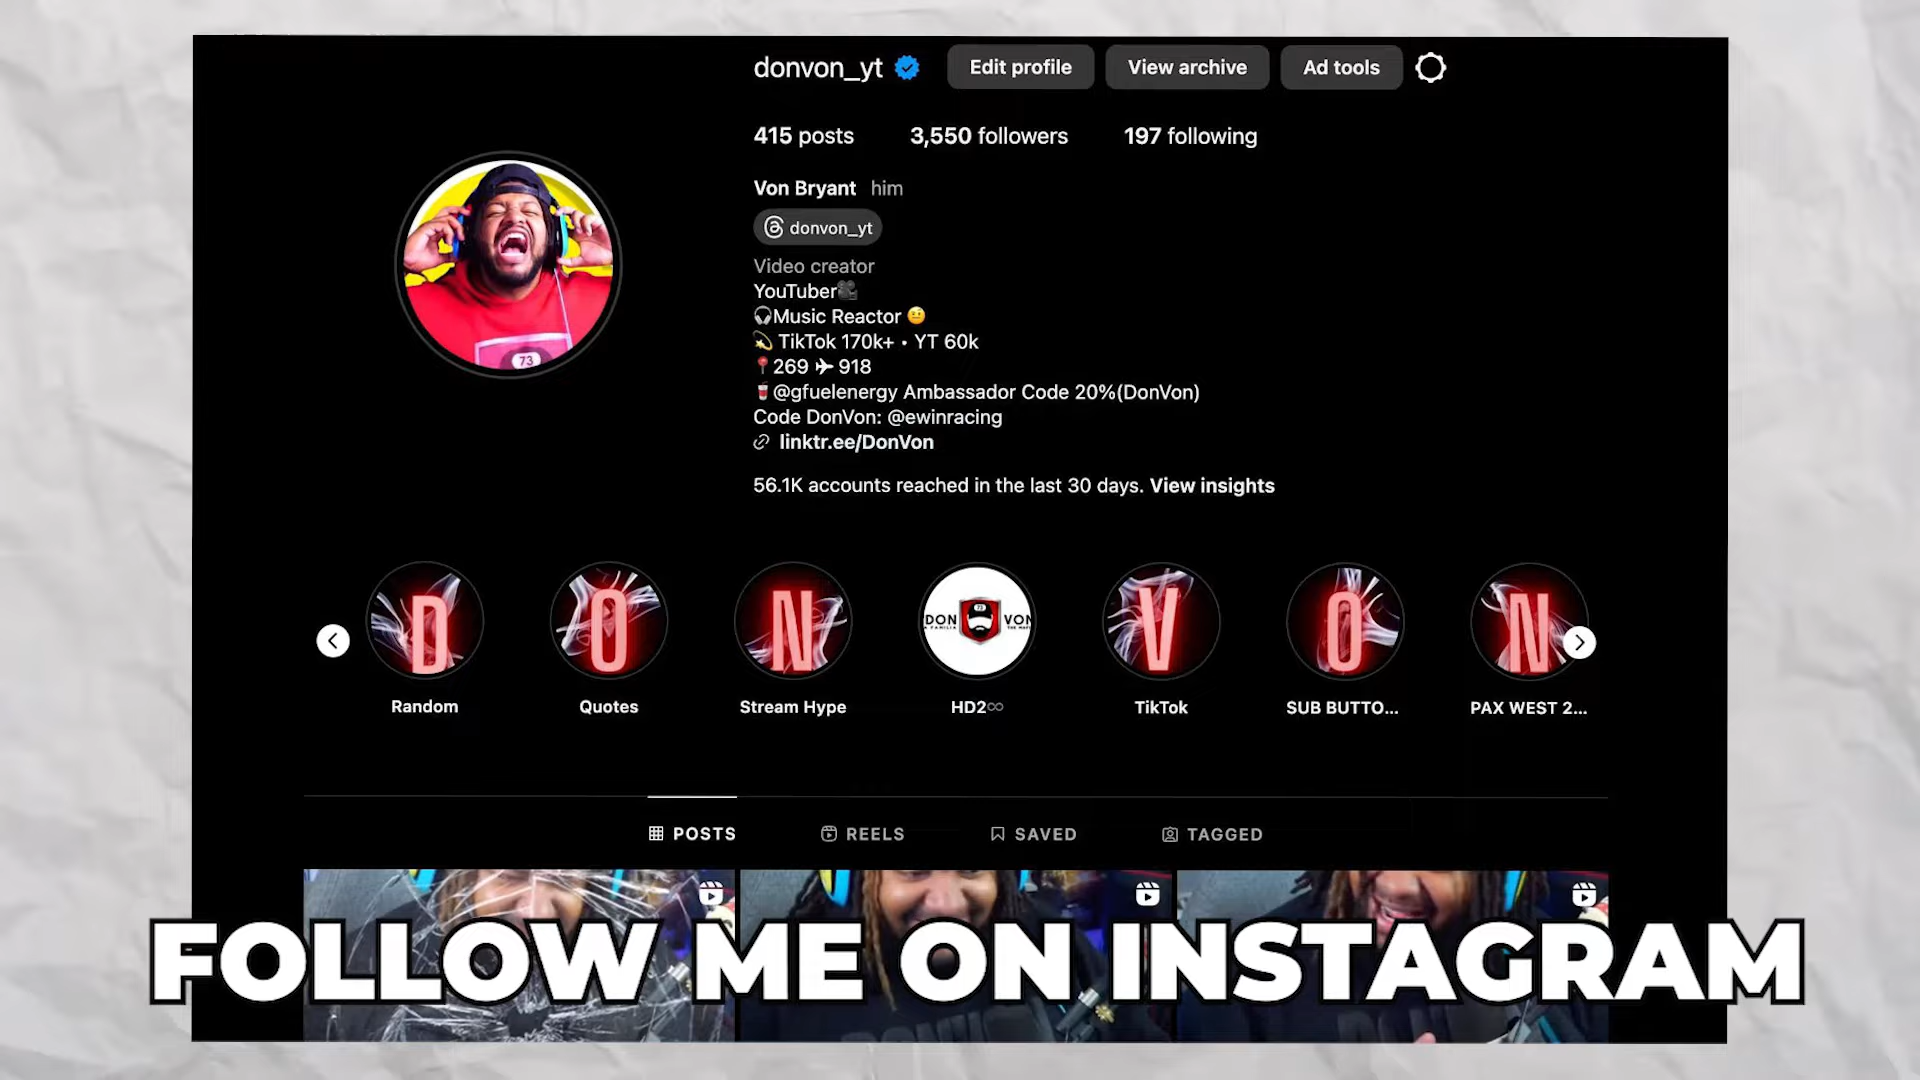 donvon_yt Edit profile View archive Ad tools
415 posts 3,550 followers 197 following
Von Bryant him
donvon_yt
Video creator
YouTuber🎥
🎧Music Reactor 🤨
💫 TikTok 170k+ • YT 60k
📍269 ✈ 918
🥤@gfuelenergy Ambassador Code 20%(DonVon)
Code DonVon: @ewinracing
linktr.ee/DonVon
56.1K accounts reached in the last 30 days. View insights
73
D O N DON VON V O N
Random Quotes Stream Hype HD2♾ TikTok SUB BUTTO... PAX WEST 2...
POSTS REELS SAVED TAGGED
FOLLOW ME ON INSTAGRAM